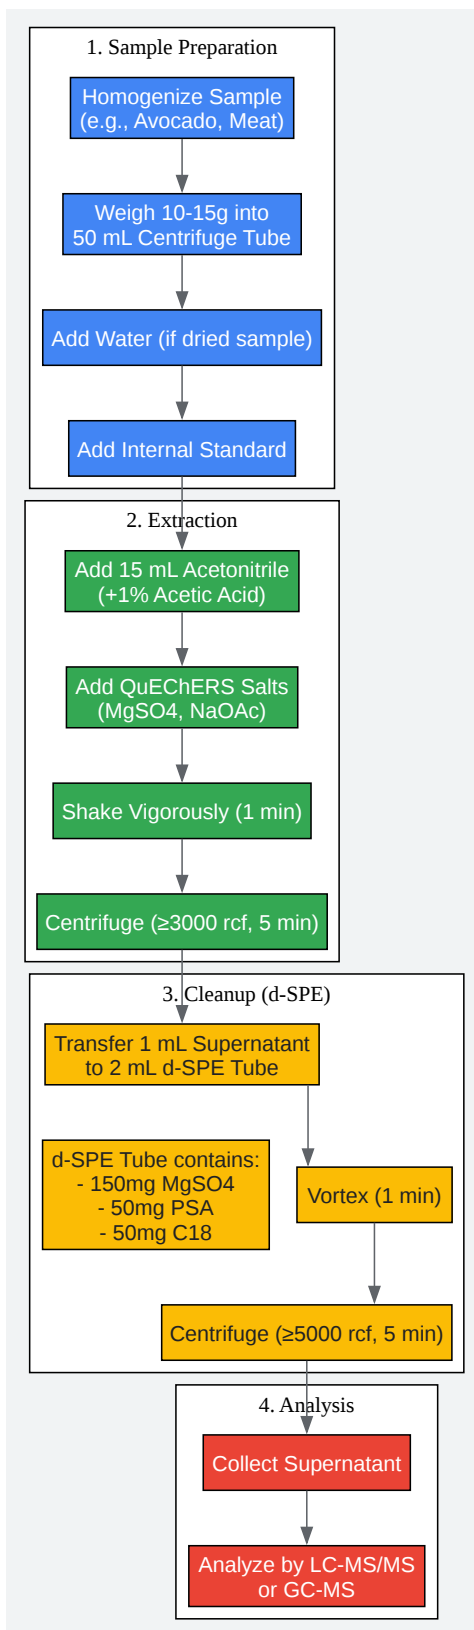 1. Sample Preparation
Homogenize Sample
(e.g., Avocado, Meat)
Weigh 10-15g into
50 mL Centrifuge Tube
Add Water (if dried sample)
Add Internal Standard
2. Extraction
Add 15 mL Acetonitrile
(+1% Acetic Acid)
Add QuEChERS Salts
(MgSO4, NaOAc)
Shake Vigorously (1 min)
Centrifuge (≥3000 rcf, 5 min)
3. Cleanup (d-SPE)
Transfer 1 mL Supernatant
to 2 mL d-SPE Tube
d-SPE Tube contains:
- 150mg MgSO4
- 50mg PSA
- 50mg C18
Vortex (1 min)
Centrifuge (≥5000 rcf, 5 min)
4. Analysis
Collect Supernatant
Analyze by LC-MS/MS
or GC-MS